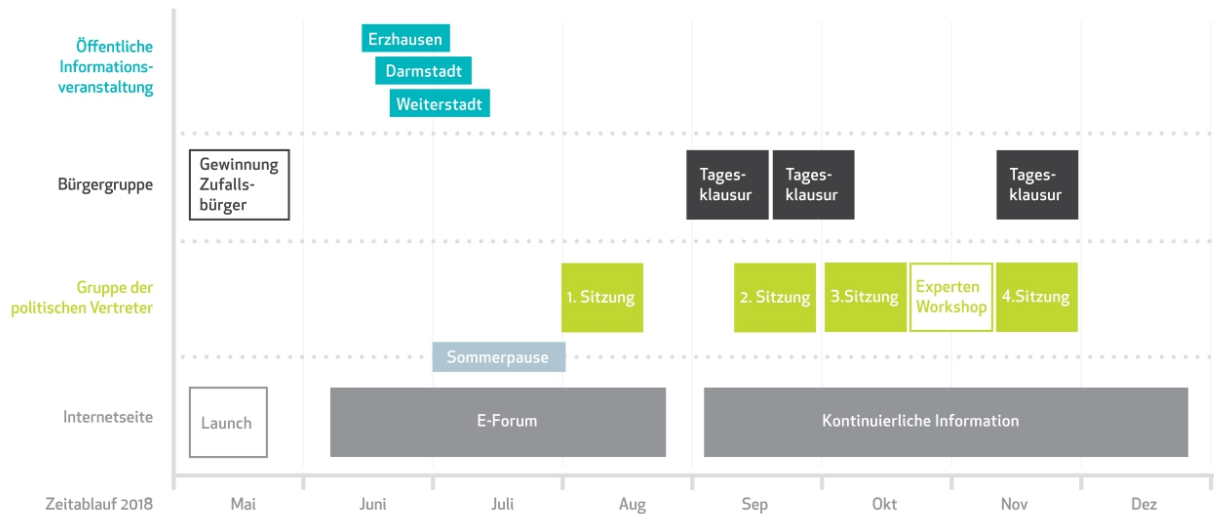 Öffentliche
Informations-
veranstaltung
Erzhausen
Darmstadt
Weiterstadt
Bürgergruppe
Gewinnung
Zufalls-
bürger
Tages-
klausur
Tages-
klausur
Tages-
klausur
Gruppe der
politischen Vertreter
1. Sitzung
2. Sitzung
3.Sitzung
Experten
Workshop
4.Sitzung
Sommerpause
Internetseite
Launch
E-Forum
Kontinuierliche Information
Zeitablauf 2018
Mai
Juni
Juli
Aug
Sep
Okt
Nov
Dez